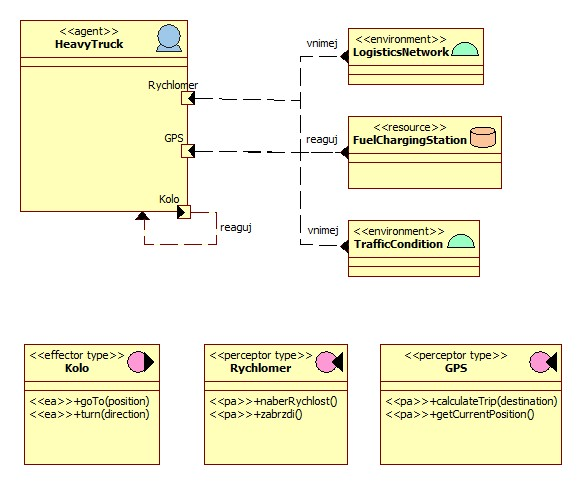 <<agent>>
HeavyTruck
Rychlomer
GPS
Kolo
reaguj
vnimej
<<environment>>
LogisticsNetwork
reaguj
<<resource>>
FuelChargingStation
vnimej
<<environment>>
TrafficCondition
<<effector type>>
Kolo
<<ea>>+goTo(position)
<<ea>>+turn(direction)
<<perceptor type>>
Rychlomer
<<pa>>+naberRychlost()
<<pa>>+zabrzdi()
<<perceptor type>>
GPS
<<pa>>+calculateTrip(destination)
<<pa>>+getCurrentPosition()